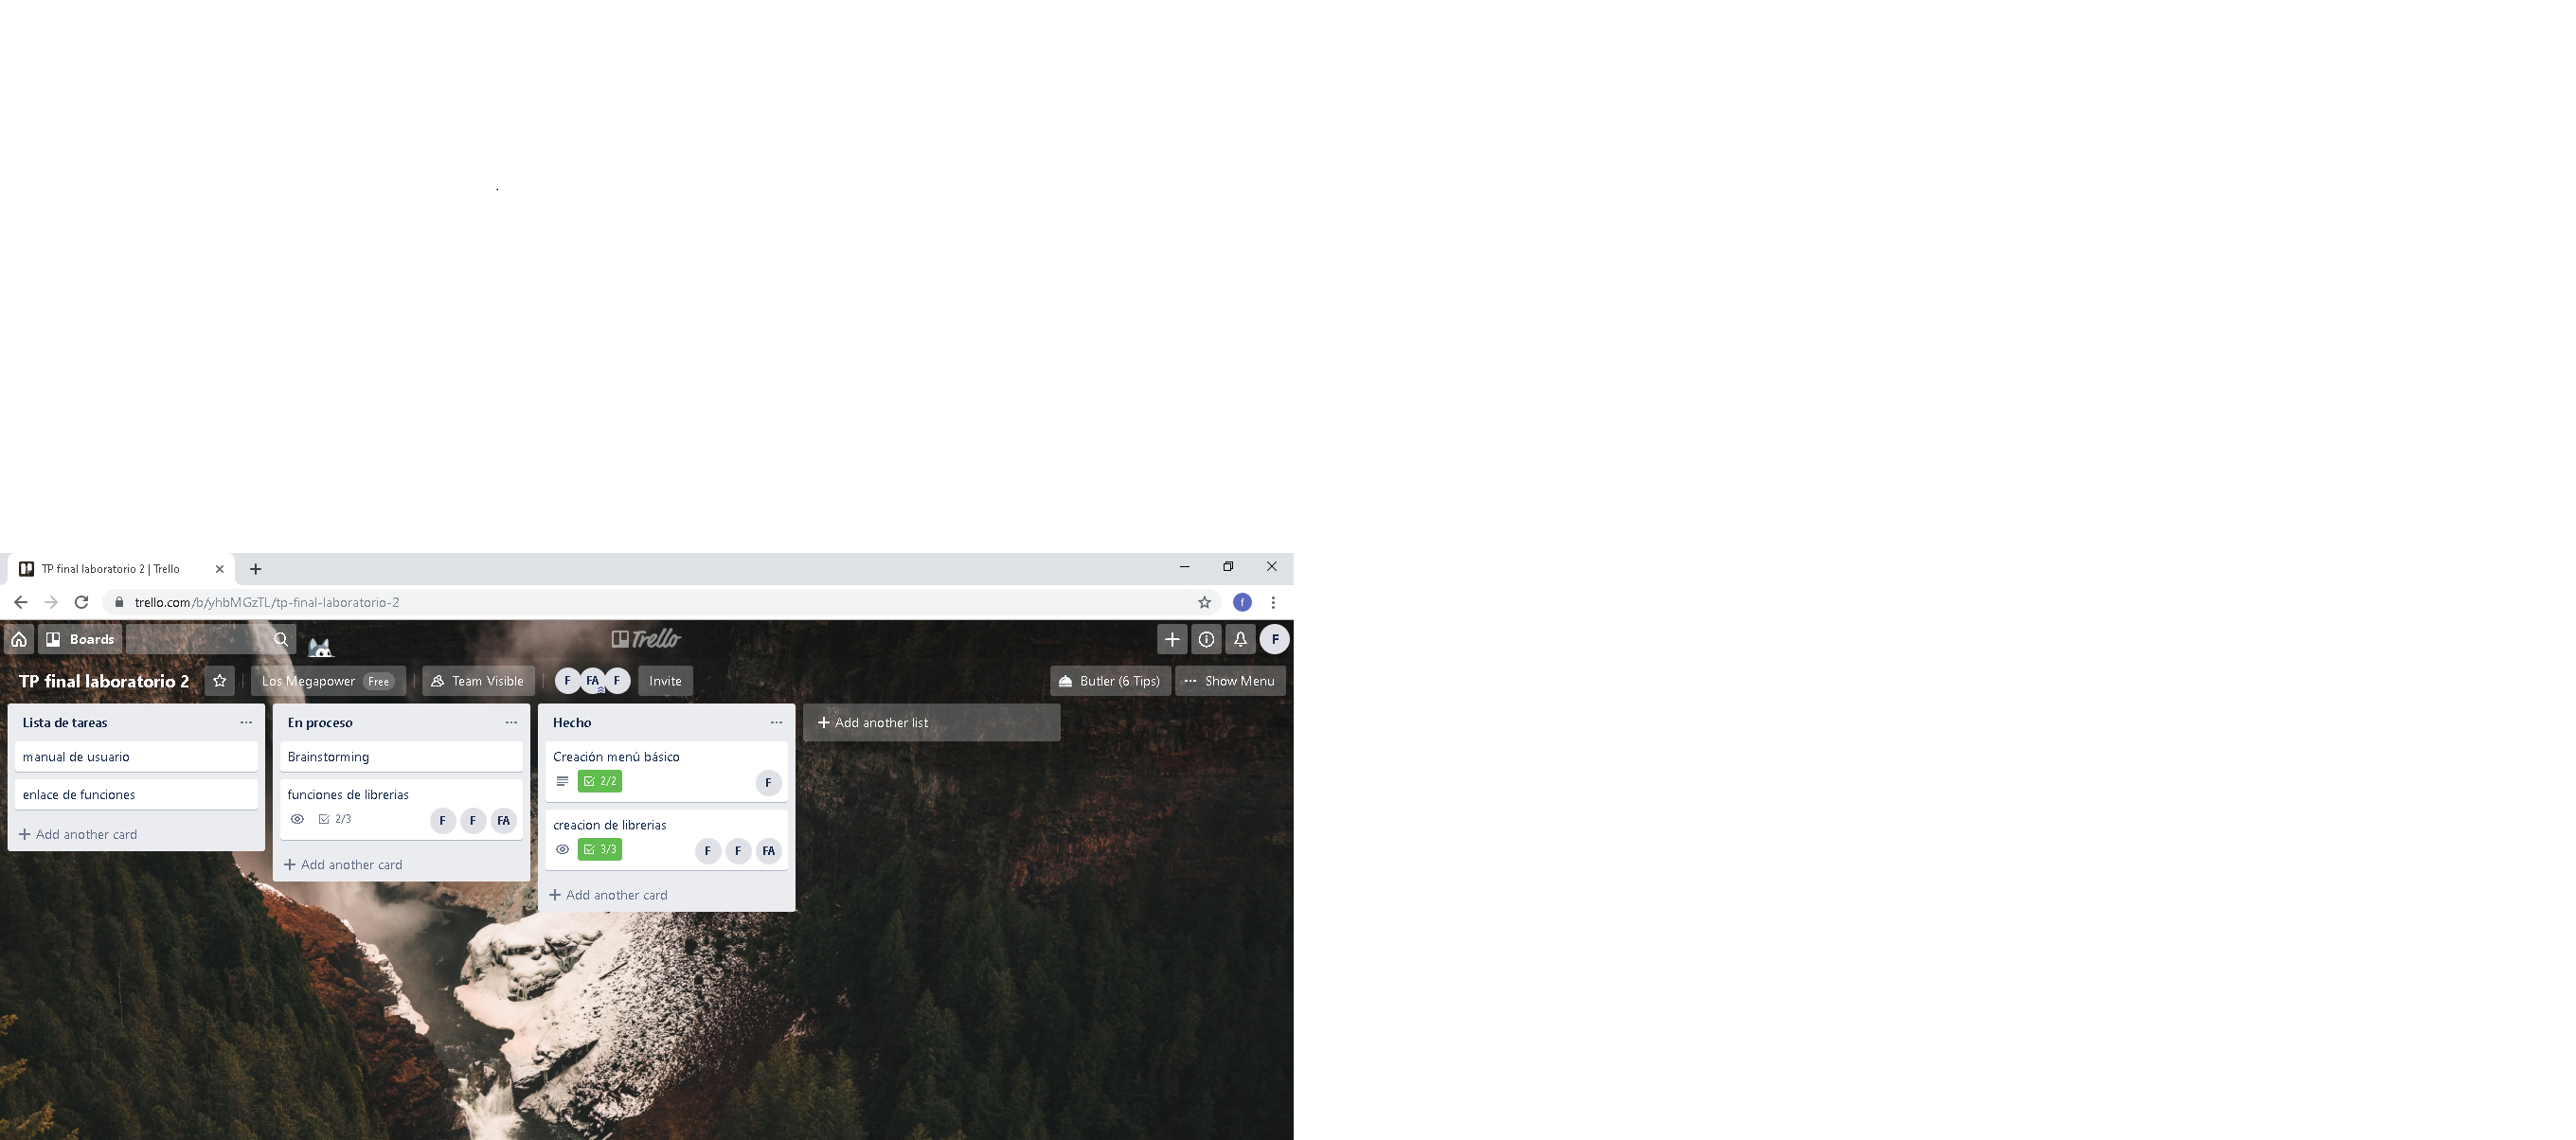 TP final laboratorio 2 | Trello
trello.com/b/yhbMGzTL/tp-final-laboratorio-2
Boards
Trello
F
TP final laboratorio 2
Los Megapower Free
Team Visible
F FA F
Invite
Butler (6 Tips)
Show Menu
Lista de tareas
manual de usuario
enlace de funciones
+ Add another card
En proceso
Brainstorming
funciones de librerias
2/3
F F FA
+ Add another card
Hecho
Creación menú básico
2/2
F
creacion de librerias
3/3
F F FA
+ Add another card
+ Add another list